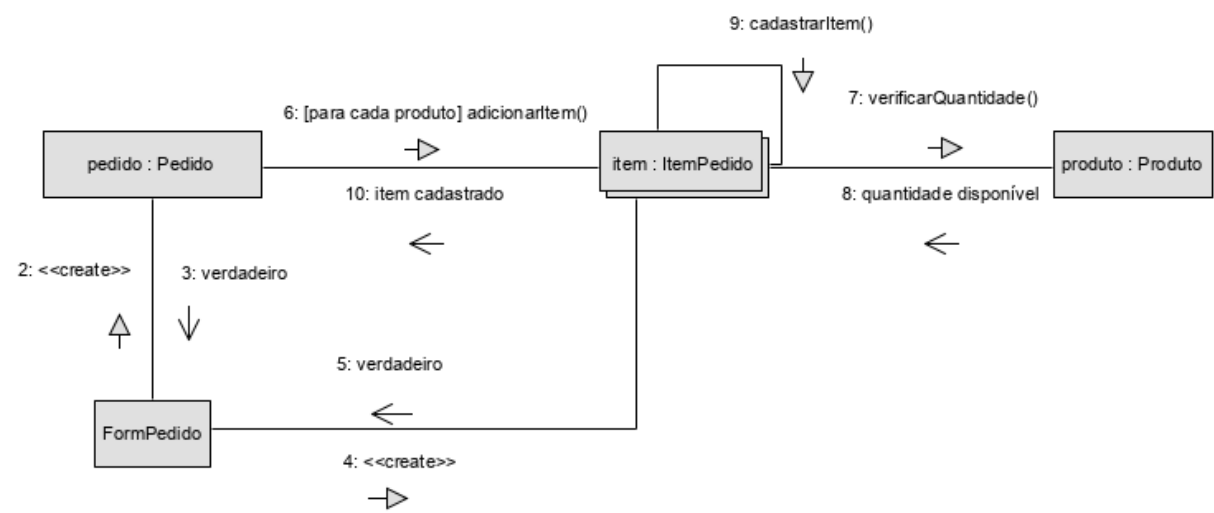 9: cadastrarItem()
7: verificarQuantidade()
6: [para cada produto] adicionarItem()
pedido : Pedido
item : ItemPedido
produto : Produto
10: item cadastrado
8: quantidade disponível
2: <<create>>
3: verdadeiro
5: verdadeiro
FormPedido
4: <<create>>